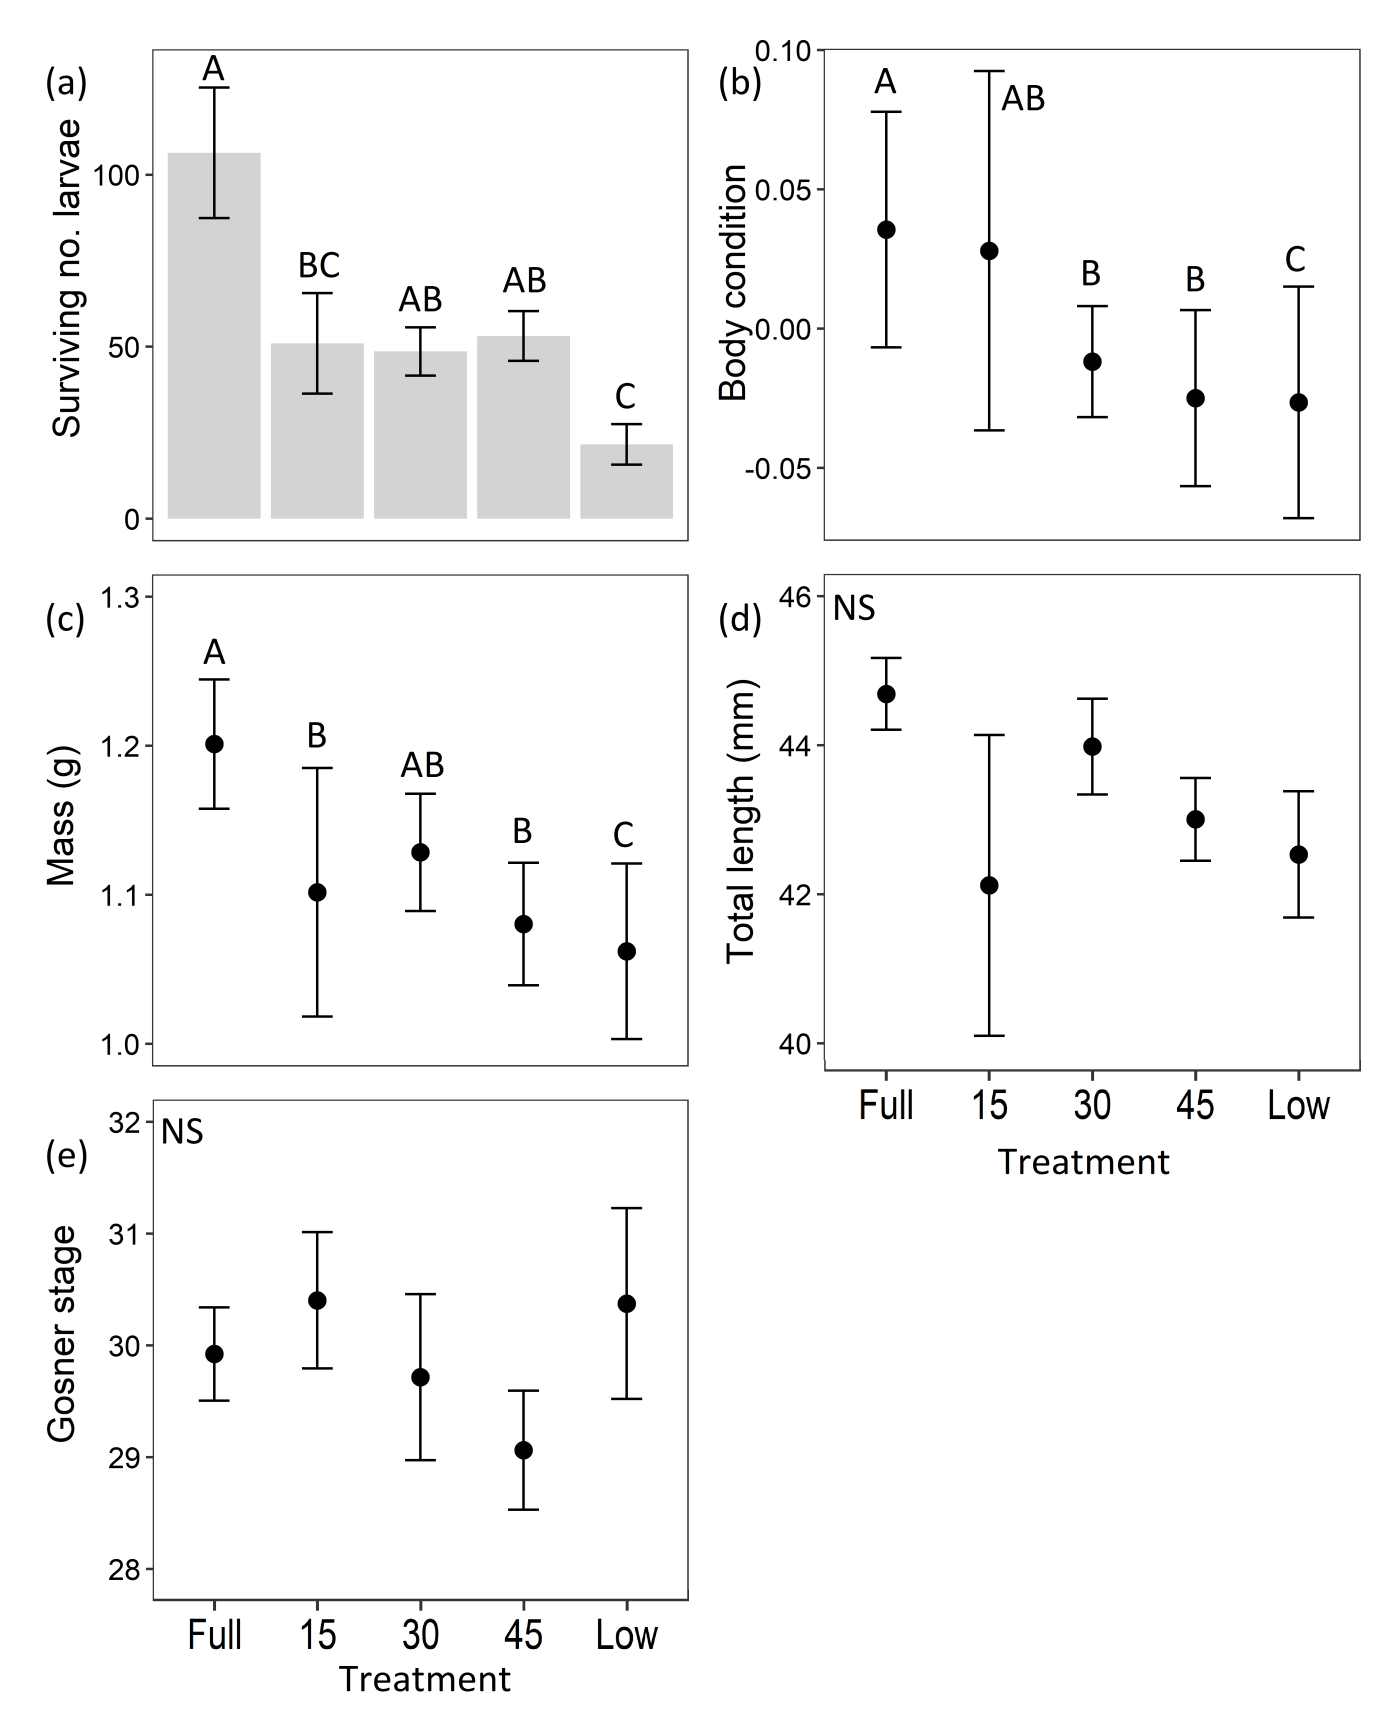 (a)
Surviving no. larvae
100
50
0
A
BC
AB
AB
C
(b)
Body condition
0.10
0.05
0.00
-0.05
A
AB
B
B
C
(c)
Mass (g)
1.3
1.2
1.1
1.0
A
B
AB
B
C
(d)
Total length (mm)
46
44
42
40
NS
Full 15 30 45 Low
Treatment
(e)
Gosner stage
32
31
30
29
28
NS
Full 15 30 45 Low
Treatment